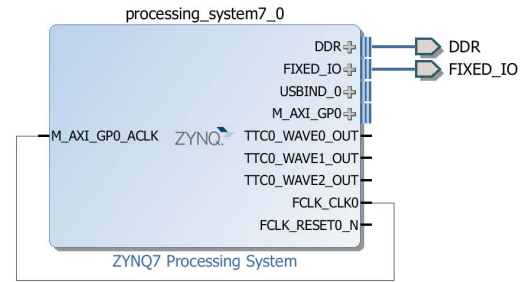 processing_system7_0
DDR
FIXED_IO
USBIND_0
M_AXI_GP0
M_AXI_GP0_ACLK
ZYNQ
TTC0_WAVE0_OUT
TTC0_WAVE1_OUT
TTC0_WAVE2_OUT
FCLK_CLK0
FCLK_RESET0_N
ZYNQ7 Processing System
DDR
FIXED_IO